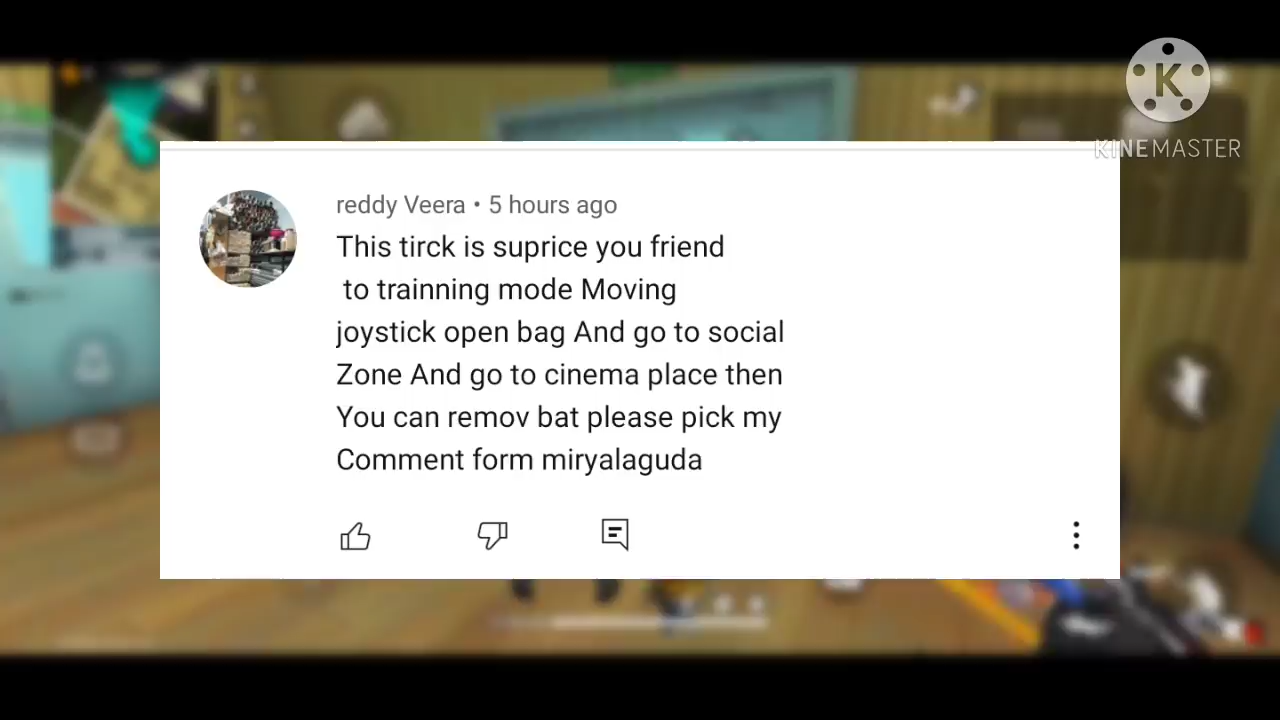 KINEMASTER
reddy Veera • 5 hours ago
This tirck is suprice you friend
to trainning mode Moving
joystick open bag And go to social
Zone And go to cinema place then
You can remov bat please pick my
Comment form miryalaguda